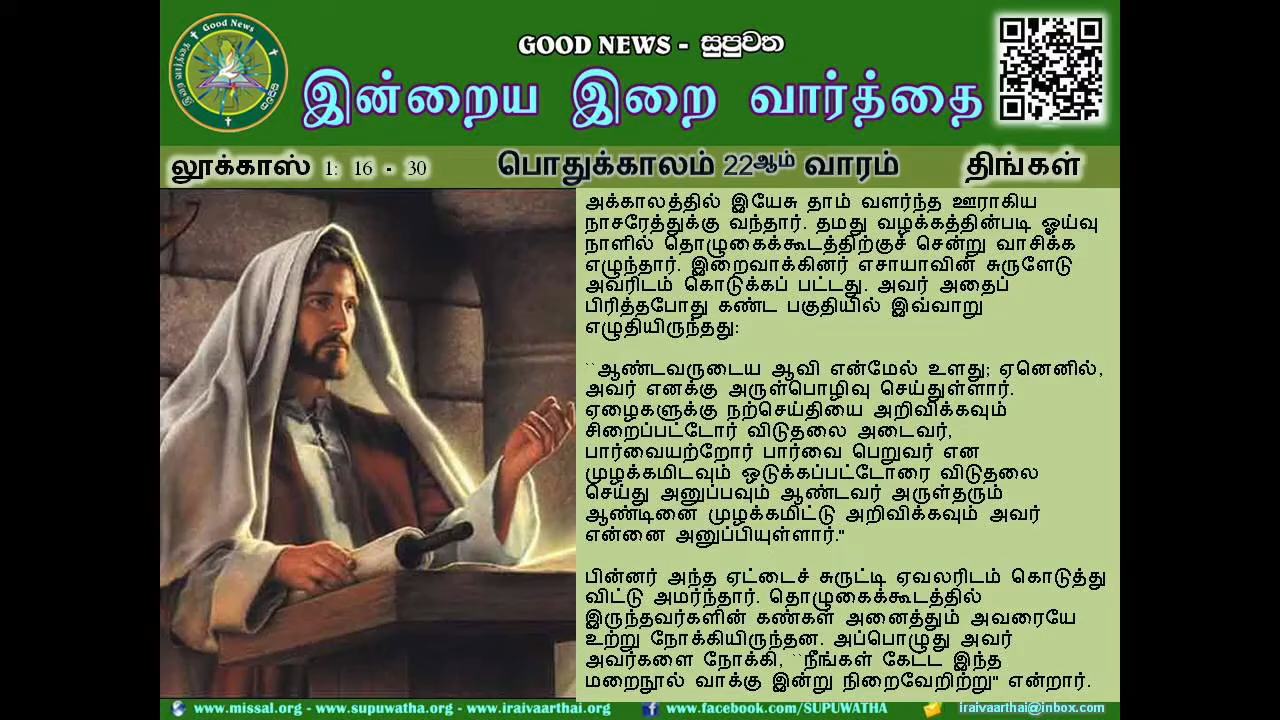 Good News
GOOD NEWS - සුපුවත
இன்றைய இறை வார்த்தை
லூக்காஸ் 1: 16 - 30
பொதுக்காலம் 22ஆம் வாரம்
திங்கள்
அக்காலத்தில் இயேசு தாம் வளர்ந்த ஊராகிய
நாசரேத்துக்கு வந்தார். தமது வழக்கத்தின்படி ஓய்வு
நாளில் தொழுகைக்கூடத்திற்குச் சென்று வாசிக்க
எழுந்தார். இறைவாக்கினர் எசாயாவின் சுருளேடு
அவரிடம் கொடுக்கப் பட்டது. அவர் அதைப்
பிரித்தபோது கண்ட பகுதியில் இவ்வாறு
எழுதியிருந்தது:
``ஆண்டவருடைய ஆவி என்மேல் உளது; ஏனெனில்,
அவர் எனக்கு அருள்பொழிவு செய்துள்ளார்.
ஏழைகளுக்கு நற்செய்தியை அறிவிக்கவும்
சிறைப்பட்டோர் விடுதலை அடைவர்,
பார்வையற்றோர் பார்வை பெறுவர் என
முழக்கமிடவும் ஒடுக்கப்பட்டோரை விடுதலை
செய்து அனுப்பவும் ஆண்டவர் அருள்தரும்
ஆண்டினை முழக்கமிட்டு அறிவிக்கவும் அவர்
என்னை அனுப்பியுள்ளார்."
பின்னர் அந்த ஏட்டைச் சுருட்டி ஏவலரிடம் கொடுத்து
விட்டு அமர்ந்தார். தொழுகைக்கூடத்தில்
இருந்தவர்களின் கண்கள் அனைத்தும் அவரையே
உற்று நோக்கியிருந்தன. அப்பொழுது அவர்
அவர்களை நோக்கி, ``நீங்கள் கேட்ட இந்த
மறைநூல் வாக்கு இன்று நிறைவேறிற்று" என்றார்.
www.missal.org - www.supuwatha.org - www.iraivaarthai.org
www.facebook.com/SUPUWATHA
iraivaarthai@inbox.com